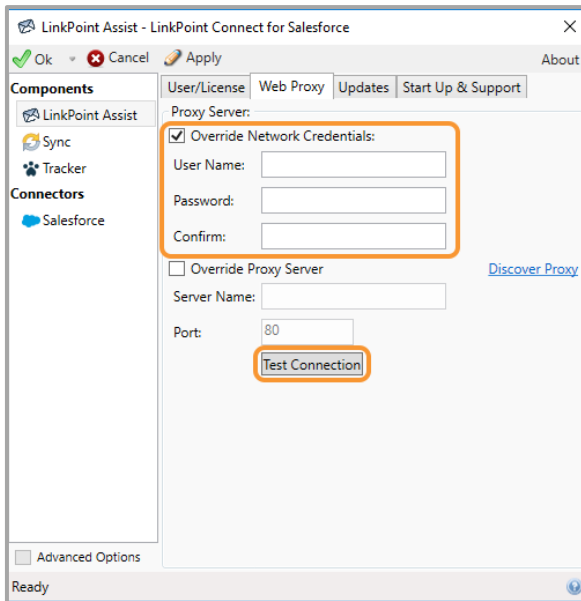 LinkPoint Assist - LinkPoint Connect for Salesforce
Ok Cancel Apply About
Components
LinkPoint Assist
Sync
Tracker
Connectors
Salesforce
User/License Web Proxy Updates Start Up & Support
Proxy Server:
Override Network Credentials:
User Name:
Password:
Confirm:
Override Proxy Server Discover Proxy
Server Name:
Port: 80
Test Connection
Advanced Options
Ready